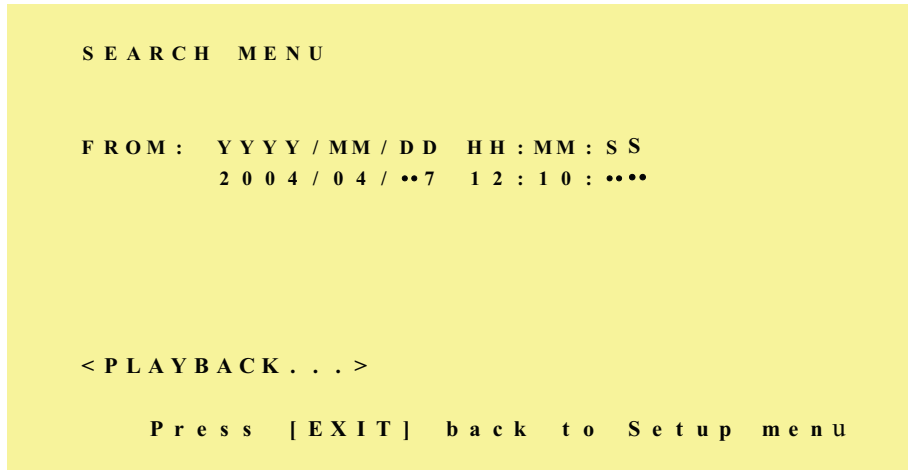 SEARCH MENU
FROM: YYYY/MM/DD HH:MM:SS
2004/04/••7 12:10:••••
<PLAYBACK...>
Press [EXIT] back to Setup menu